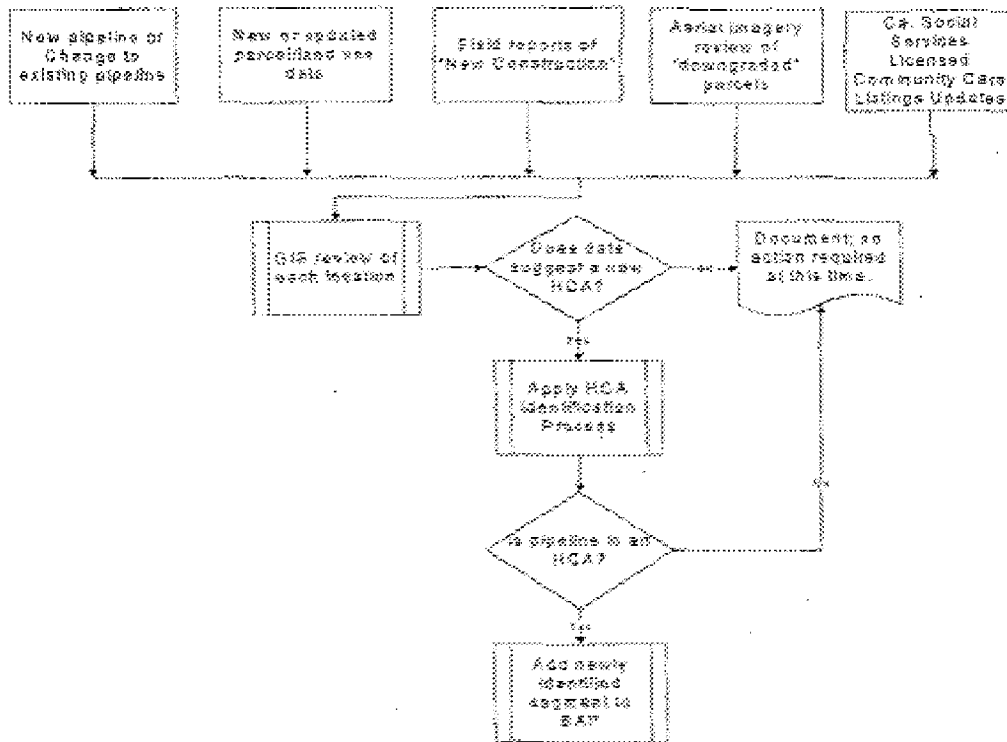 New pipeline or
Change to
existing pipeline
New or updated
parcel/land use
data
Field reports of
"New Construction"
Aerial imagery
review of
"downgraded"
parcels
Ca. Social
Services
Licensed
Community Care
Listings Updates
GIS review of
each location
Does data
suggest a new
HCA?
No
Document; no
action required
at this time.
Yes
Apply HCA
Identification
Process
No
Is pipeline in an
HCA?
Yes
Add newly
identified
segment to
BAP